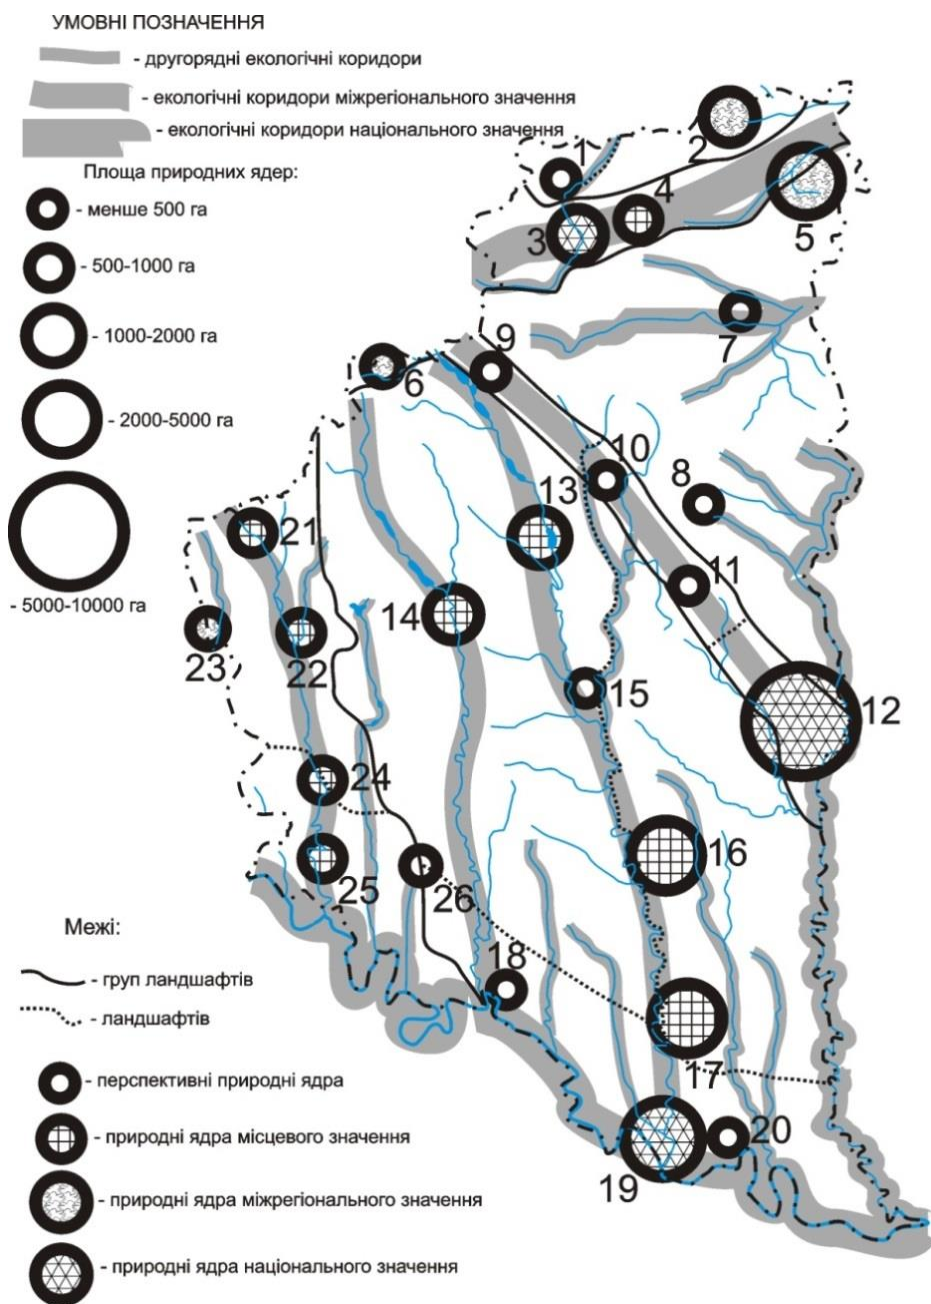 УМОВНІ ПОЗНАЧЕННЯ
- другорядні екологічні коридори
- екологічні коридори міжрегіонального значення
- екологічні коридори національного значення
Площа природних ядер:
- менше 500 га
- 500-1000 га
- 1000-2000 га
- 2000-5000 га
- 5000-10000 га
1
2
3
4
5
6
7
8
9
10
11
12
13
14
15
16
17
18
19
20
21
22
23
24
25
26
Межі:
- груп ландшафтів
- ландшафтів
- перспективні природні ядра
- природні ядра місцевого значення
- природні ядра міжрегіонального значення
- природні ядра національного значення